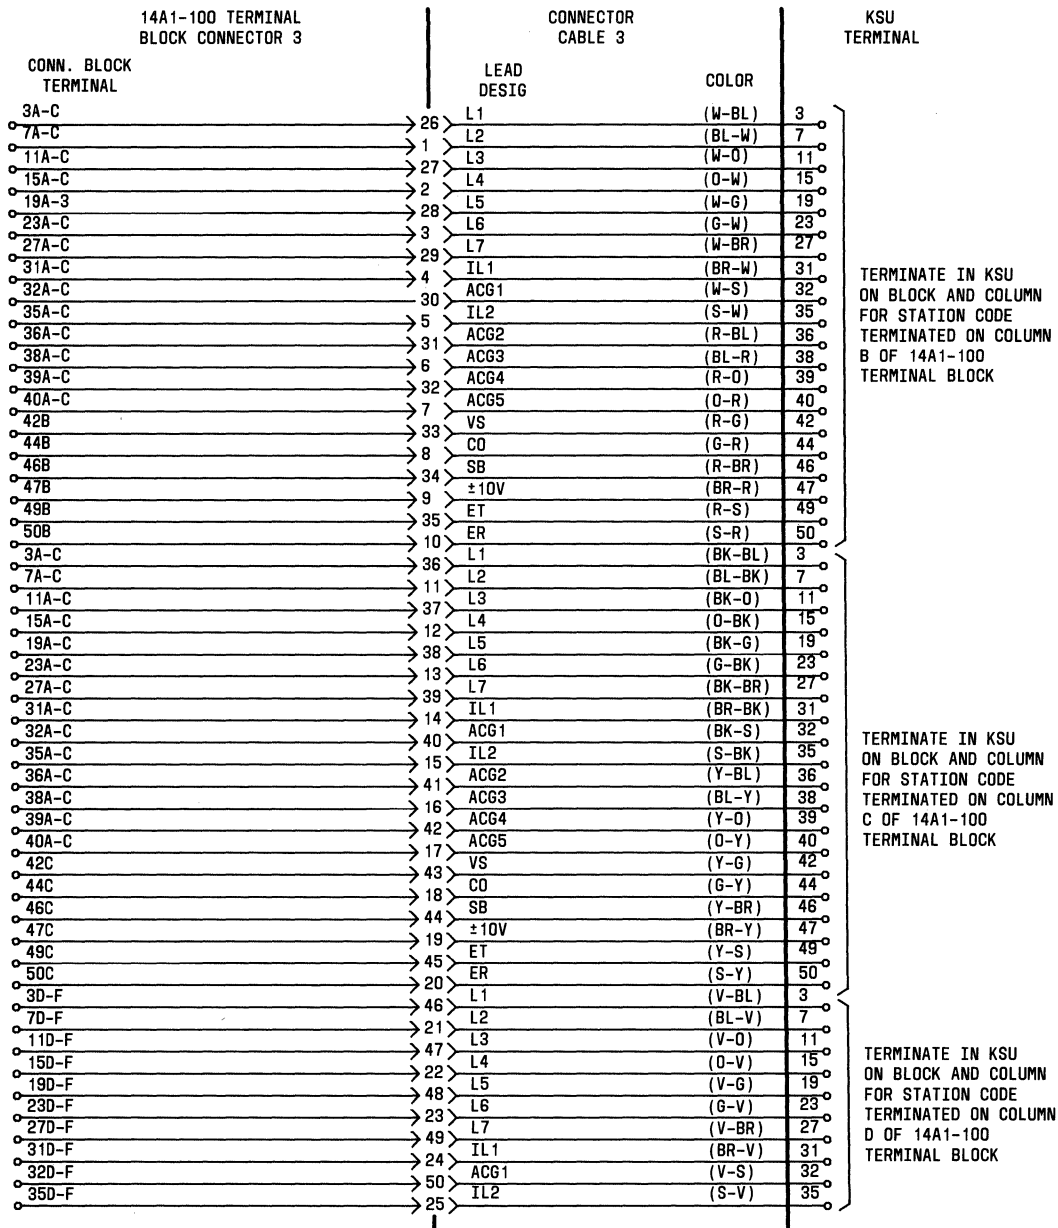 14A1-100 TERMINAL CONNECTOR KSU
BLOCK CONNECTOR 3 CABLE 3 TERMINAL
CONN. BLOCK LEAD
TERMINAL DESIG COLOR
3A-C 26 L1 (W-BL) 3
7A-C 1 L2 (BL-W) 7
11A-C 27 L3 (W-O) 11
15A-C 2 L4 (O-W) 15
19A-3 28 L5 (W-G) 19
23A-C 3 L6 (G-W) 23
27A-C 29 L7 (W-BR) 27
31A-C 4 IL1 (BR-W) 31
32A-C 30 ACG1 (W-S) 32
35A-C 5 IL2 (S-W) 35
36A-C 31 ACG2 (R-BL) 36
38A-C 6 ACG3 (BL-R) 38
39A-C 32 ACG4 (R-O) 39
40A-C 7 ACG5 (O-R) 40
42B 33 VS (R-G) 42
44B 8 CO (G-R) 44
46B 34 SB (R-BR) 46
47B 9 ±10V (BR-R) 47
49B 35 ET (R-S) 49
50B 10 ER (S-R) 50
TERMINATE IN KSU
ON BLOCK AND COLUMN
FOR STATION CODE
TERMINATED ON COLUMN
B OF 14A1-100
TERMINAL BLOCK
3A-C 36 L1 (BK-BL) 3
7A-C 11 L2 (BL-BK) 7
11A-C 37 L3 (BK-O) 11
15A-C 12 L4 (O-BK) 15
19A-C 38 L5 (BK-G) 19
23A-C 13 L6 (G-BK) 23
27A-C 39 L7 (BK-BR) 27
31A-C 14 IL1 (BR-BK) 31
32A-C 40 ACG1 (BK-S) 32
35A-C 15 IL2 (S-BK) 35
36A-C 41 ACG2 (Y-BL) 36
38A-C 16 ACG3 (BL-Y) 38
39A-C 42 ACG4 (Y-O) 39
40A-C 17 ACG5 (O-Y) 40
42C 43 VS (Y-G) 42
44C 18 CO (G-Y) 44
46C 44 SB (Y-BR) 46
47C 19 ±10V (BR-Y) 47
49C 45 ET (Y-S) 49
50C 20 ER (S-Y) 50
TERMINATE IN KSU
ON BLOCK AND COLUMN
FOR STATION CODE
TERMINATED ON COLUMN
C OF 14A1-100
TERMINAL BLOCK
3D-F 46 L1 (V-BL) 3
7D-F 21 L2 (BL-V) 7
11D-F 47 L3 (V-O) 11
15D-F 22 L4 (O-V) 15
19D-F 48 L5 (V-G) 19
23D-F 23 L6 (G-V) 23
27D-F 49 L7 (V-BR) 27
31D-F 24 IL1 (BR-V) 31
32D-F 50 ACG1 (V-S) 32
35D-F 25 IL2 (S-V) 35
TERMINATE IN KSU
ON BLOCK AND COLUMN
FOR STATION CODE
TERMINATED ON COLUMN
D OF 14A1-100
TERMINAL BLOCK